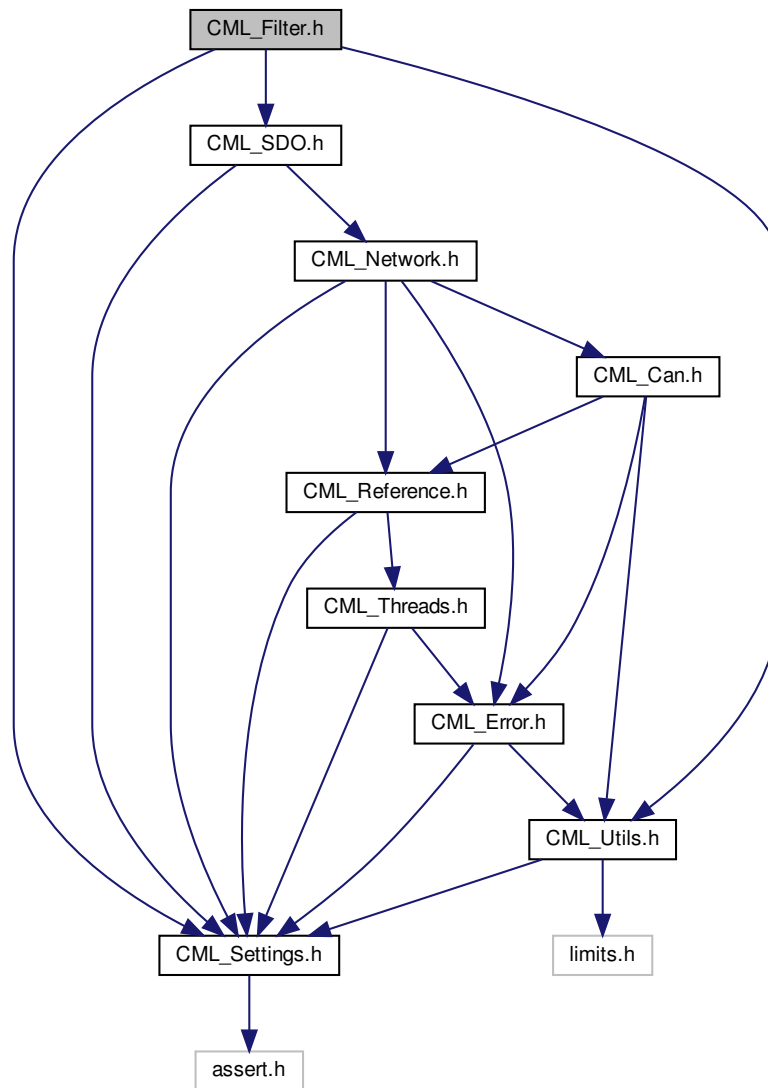 CML_Filter.h
CML_SDO.h
CML_Network.h
CML_Can.h
CML_Reference.h
CML_Threads.h
CML_Error.h
CML_Utils.h
CML_Settings.h
limits.h
assert.h